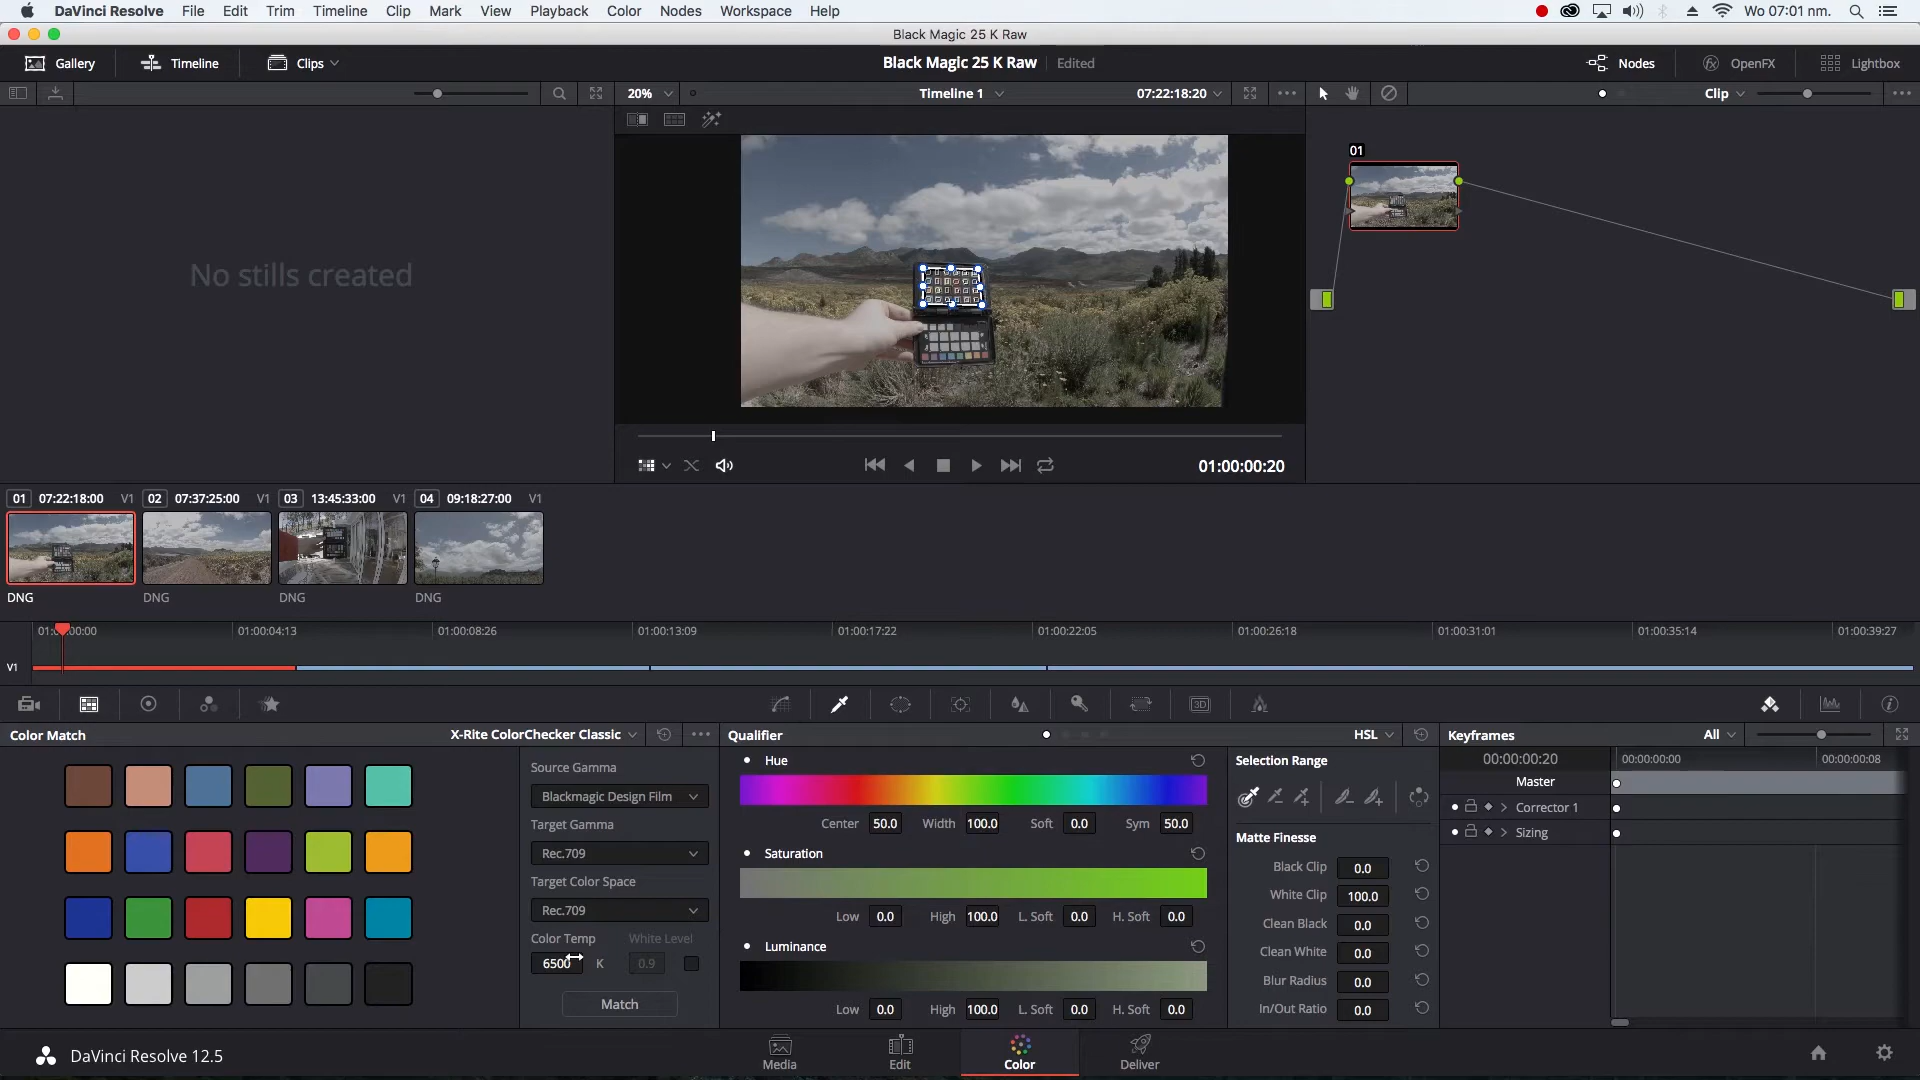 DaVinci Resolve File Edit Trim Timeline Clip Mark View Playback Color Nodes Workspace Help Wo 07:01 nm.
Black Magic 25 K Raw
Gallery Timeline Clips Black Magic 25 K Raw Edited Nodes OpenFX Lightbox
20% Timeline 1 07:22:18:20 Clip
01
No stills created
01:00:00:20
01 07:22:18:00 V1 02 07:37:25:00 V1 03 13:45:33:00 V1 04 09:18:27:00 V1
DNG DNG DNG DNG
01:00:04:13 01:00:08:26 01:00:13:09 01:00:17:22 01:00:22:05 01:00:26:18 01:00:31:01 01:00:35:14 01:00:39:27
V1
3D
Color Match X-Rite ColorChecker Classic Qualifier HSL Keyframes All
Source Gamma
Blackmagic Design Film
Target Gamma
Rec.709
Target Color Space
Rec.709
Color Temp White Level
6500 K 0.9
Match
Hue
Center 50.0 Width 100.0 Soft 0.0 Sym 50.0
Saturation
Low 0.0 High 100.0 L. Soft 0.0 H. Soft 0.0
Luminance
Low 0.0 High 100.0 L. Soft 0.0 H. Soft 0.0
Selection Range
Matte Finesse
Black Clip 0.0
White Clip 100.0
Clean Black 0.0
Clean White 0.0
Blur Radius 0.0
In/Out Ratio 0.0
00:00:00:20 00:00:00:00 00:00:00:08
Master
Corrector 1
Sizing
DaVinci Resolve 12.5 Media Edit Color Deliver